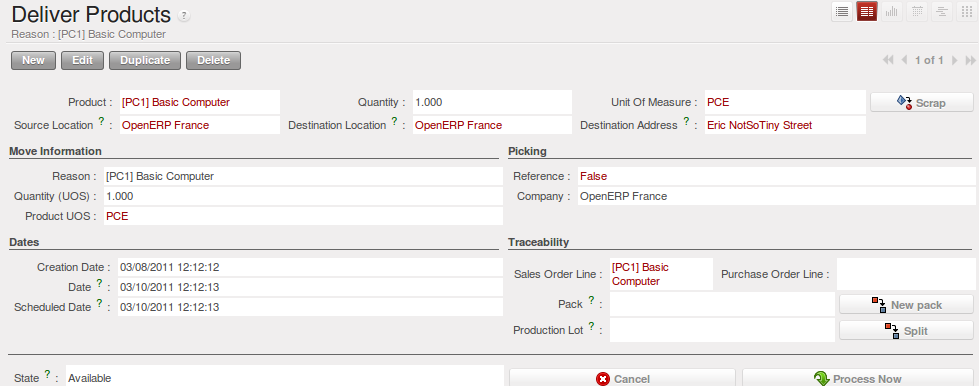 Deliver Products ?
Reason : [PC1] Basic Computer
New Edit Duplicate Delete 1 of 1
Product : [PC1] Basic Computer Quantity : 1.000 Unit Of Measure : PCE Scrap
Source Location ? : OpenERP France Destination Location ? : OpenERP France Destination Address ? : Eric NotSoTiny Street
Move Information Picking
Reason : [PC1] Basic Computer Reference : False
Quantity (UOS) : 1.000 Company : OpenERP France
Product UOS : PCE
Dates Traceability
Creation Date : 03/08/2011 12:12:12 Sales Order Line : [PC1] Basic Computer Purchase Order Line :
Date ? : 03/10/2011 12:12:13
Scheduled Date ? : 03/10/2011 12:12:13 Pack ? : New pack
Production Lot ? : Split
State ? : Available Cancel Process Now